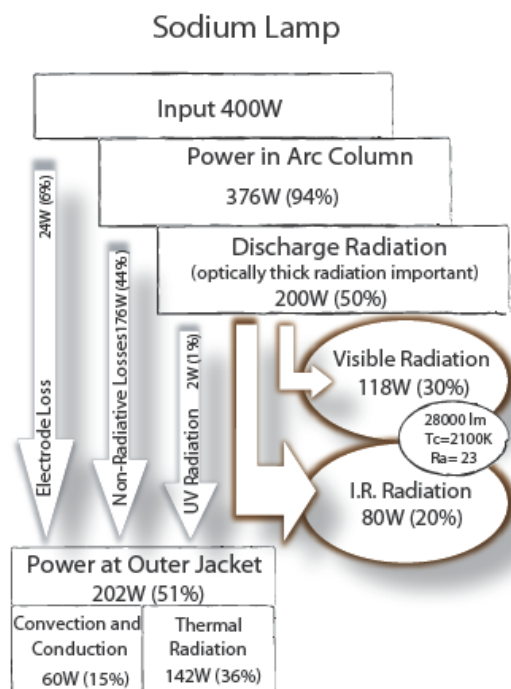 Sodium Lamp
Input 400W
Power in Arc Column
376W (94%)
Discharge Radiation
(optically thick radiation important)
200W (50%)
24W (6%)
Electrode Loss
Non-Radiative Losses176W (44%)
UV Radiation 2W (1%)
Visible Radiation
118W (30%)
28000 lm
Tc=2100K
Ra= 23
I.R. Radiation
80W (20%)
Power at Outer Jacket
202W (51%)
Convection and
Conduction
60W (15%)
Thermal
Radiation
142W (36%)